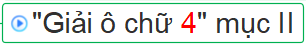 "Giải ô chữ 4" mục II